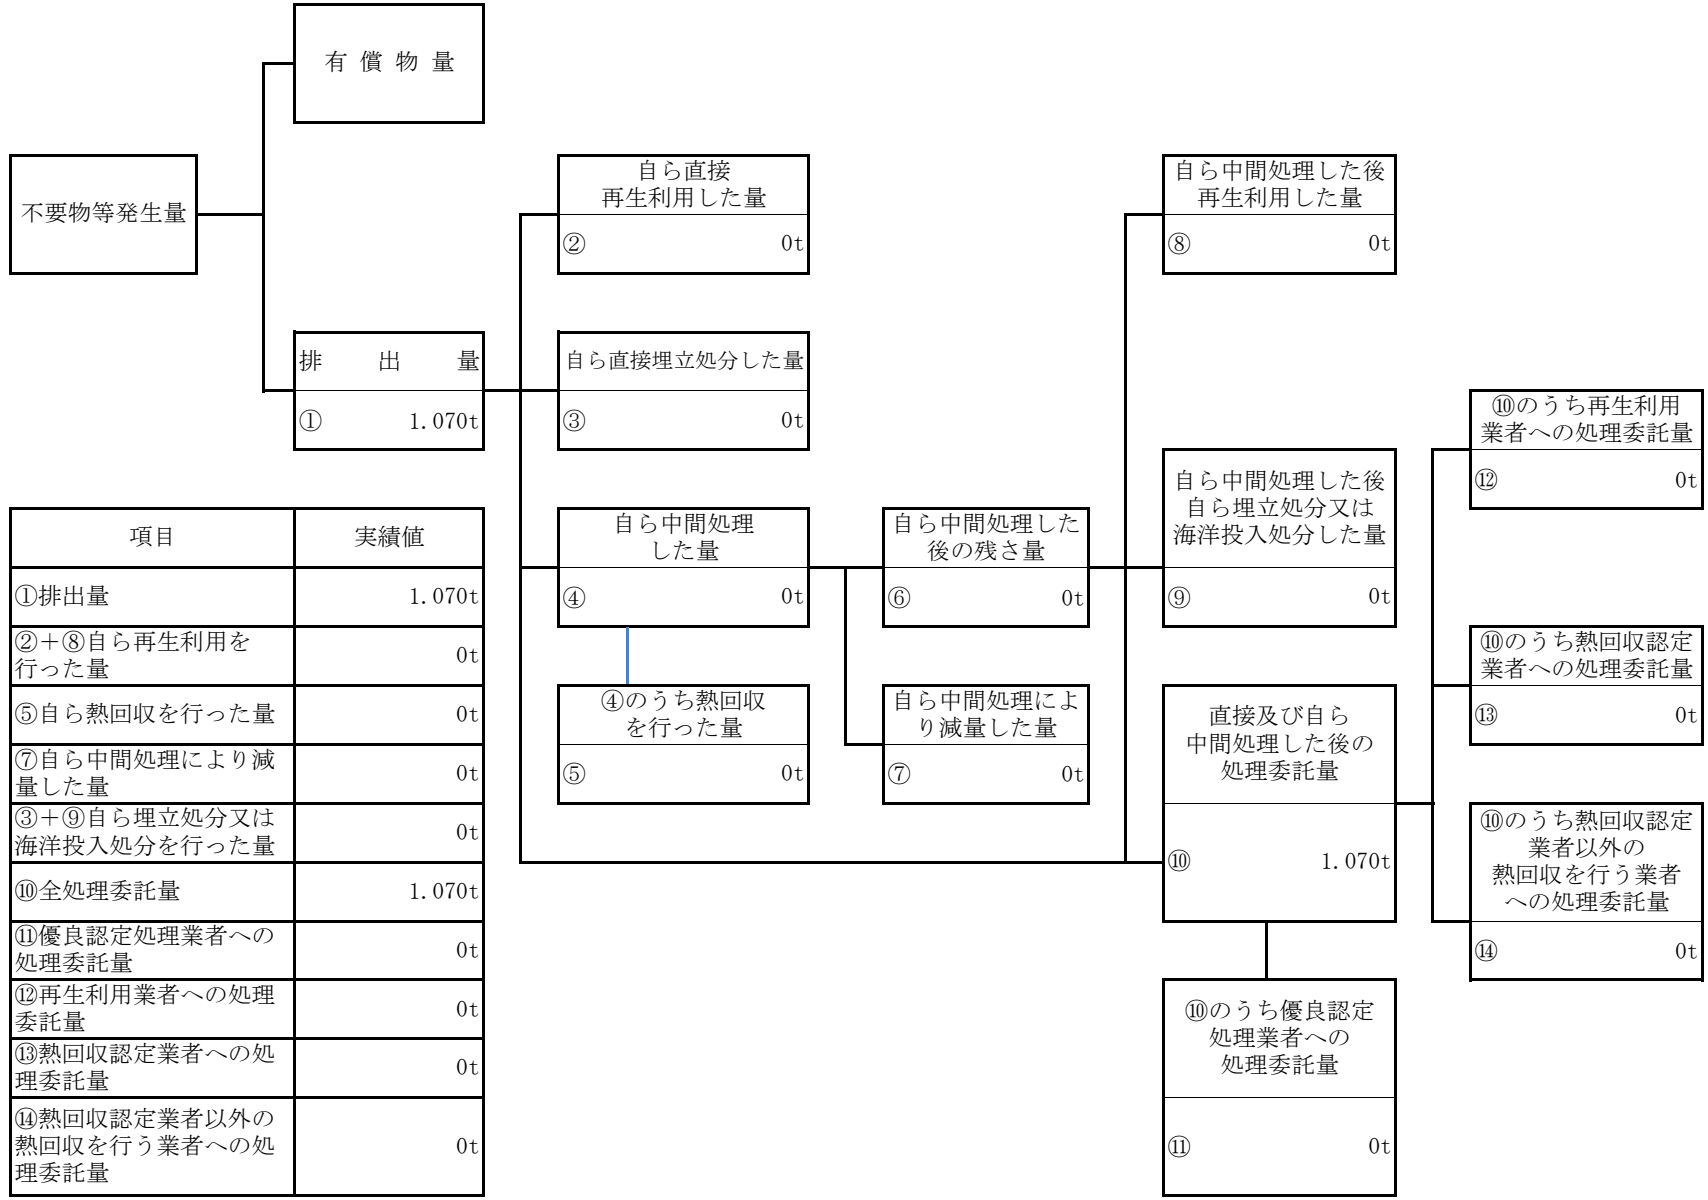 有償物量
不要物等発生量
自ら直接
再生利用した量
②　0t
自ら中間処理した後
再生利用した量
⑧　0t
排出量
①　1.070t
自ら直接埋立処分した量
③　0t
⑩のうち再生利用
業者への処理委託量
⑫　0t
自ら中間処理した後
自ら埋立処分又は
海洋投入処分した量
⑨　0t
自ら中間処理
した量
④　0t
自ら中間処理した
後の残さ量
⑥　0t
⑩のうち熱回収認定
業者への処理委託量
⑬　0t
④のうち熱回収
を行った量
⑤　0t
自ら中間処理によ
り減量した量
⑦　0t
直接及び自ら
中間処理した後の
処理委託量
⑩　1.070t
⑩のうち熱回収認定
業者以外の
熱回収を行う業者
への処理委託量
⑭　0t
⑩のうち優良認定
処理業者への
処理委託量
⑪　0t
項目　実績値
①排出量　1.070t
②＋⑧自ら再生利用を
行った量　0t
⑤自ら熱回収を行った量　0t
⑦自ら中間処理により減
量した量　0t
③＋⑨自ら埋立処分又は
海洋投入処分を行った量　0t
⑩全処理委託量　1.070t
⑪優良認定処理業者への
処理委託量　0t
⑫再生利用業者への処理
委託量　0t
⑬熱回収認定業者への処
理委託量　0t
⑭熱回収認定業者以外の
熱回収を行う業者への処
理委託量　0t